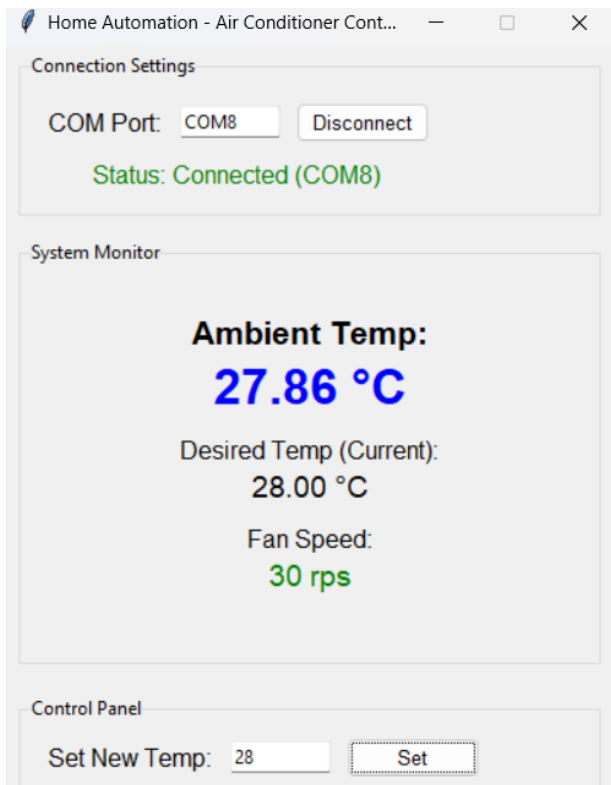 Home Automation - Air Conditioner Cont...
Connection Settings
COM Port: COM8 Disconnect
Status: Connected (COM8)
System Monitor
Ambient Temp:
27.86 °C
Desired Temp (Current):
28.00 °C
Fan Speed:
30 rps
Control Panel
Set New Temp: 28 Set